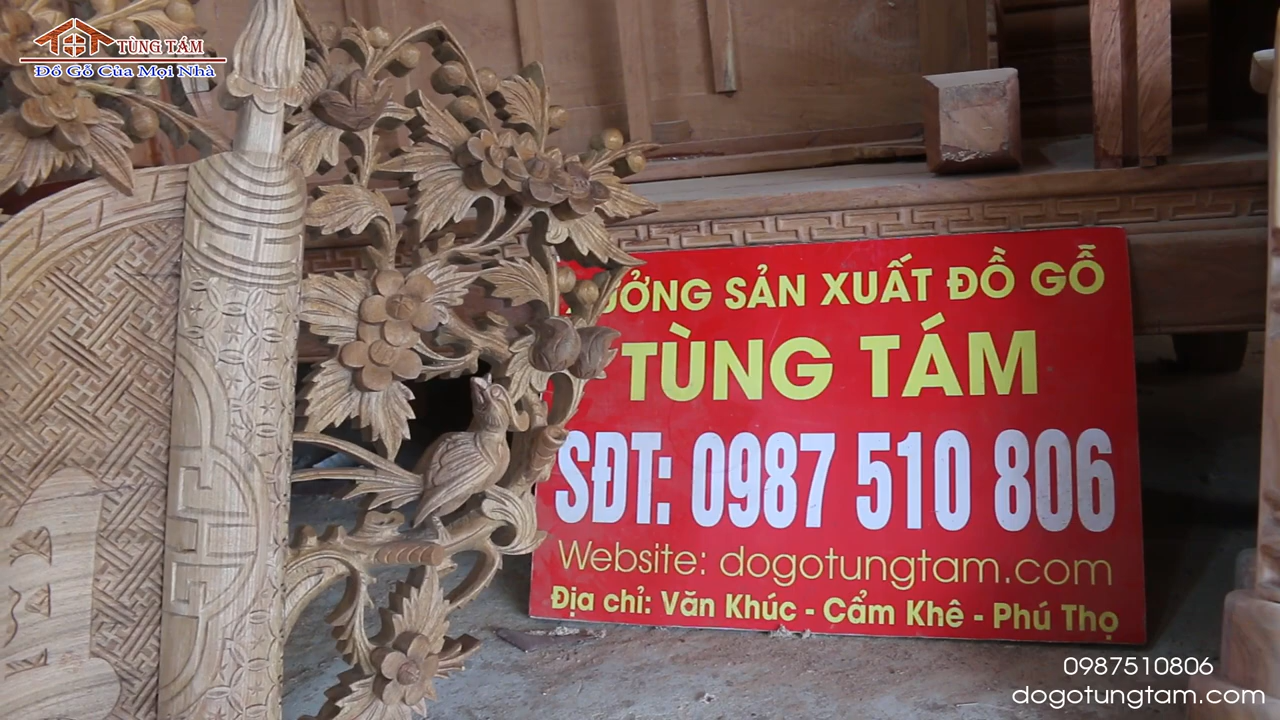 TÙNG TÁM
Đồ Gỗ Của Mọi Nhà
ƯỞNG SẢN XUẤT ĐỒ GỖ
TÙNG TÁM
SĐT: 0987 510 806
Website: dogotungtam.com
Địa chỉ: Văn Khúc - Cẩm Khê - Phú Thọ
0987510806
dogotungtam.com